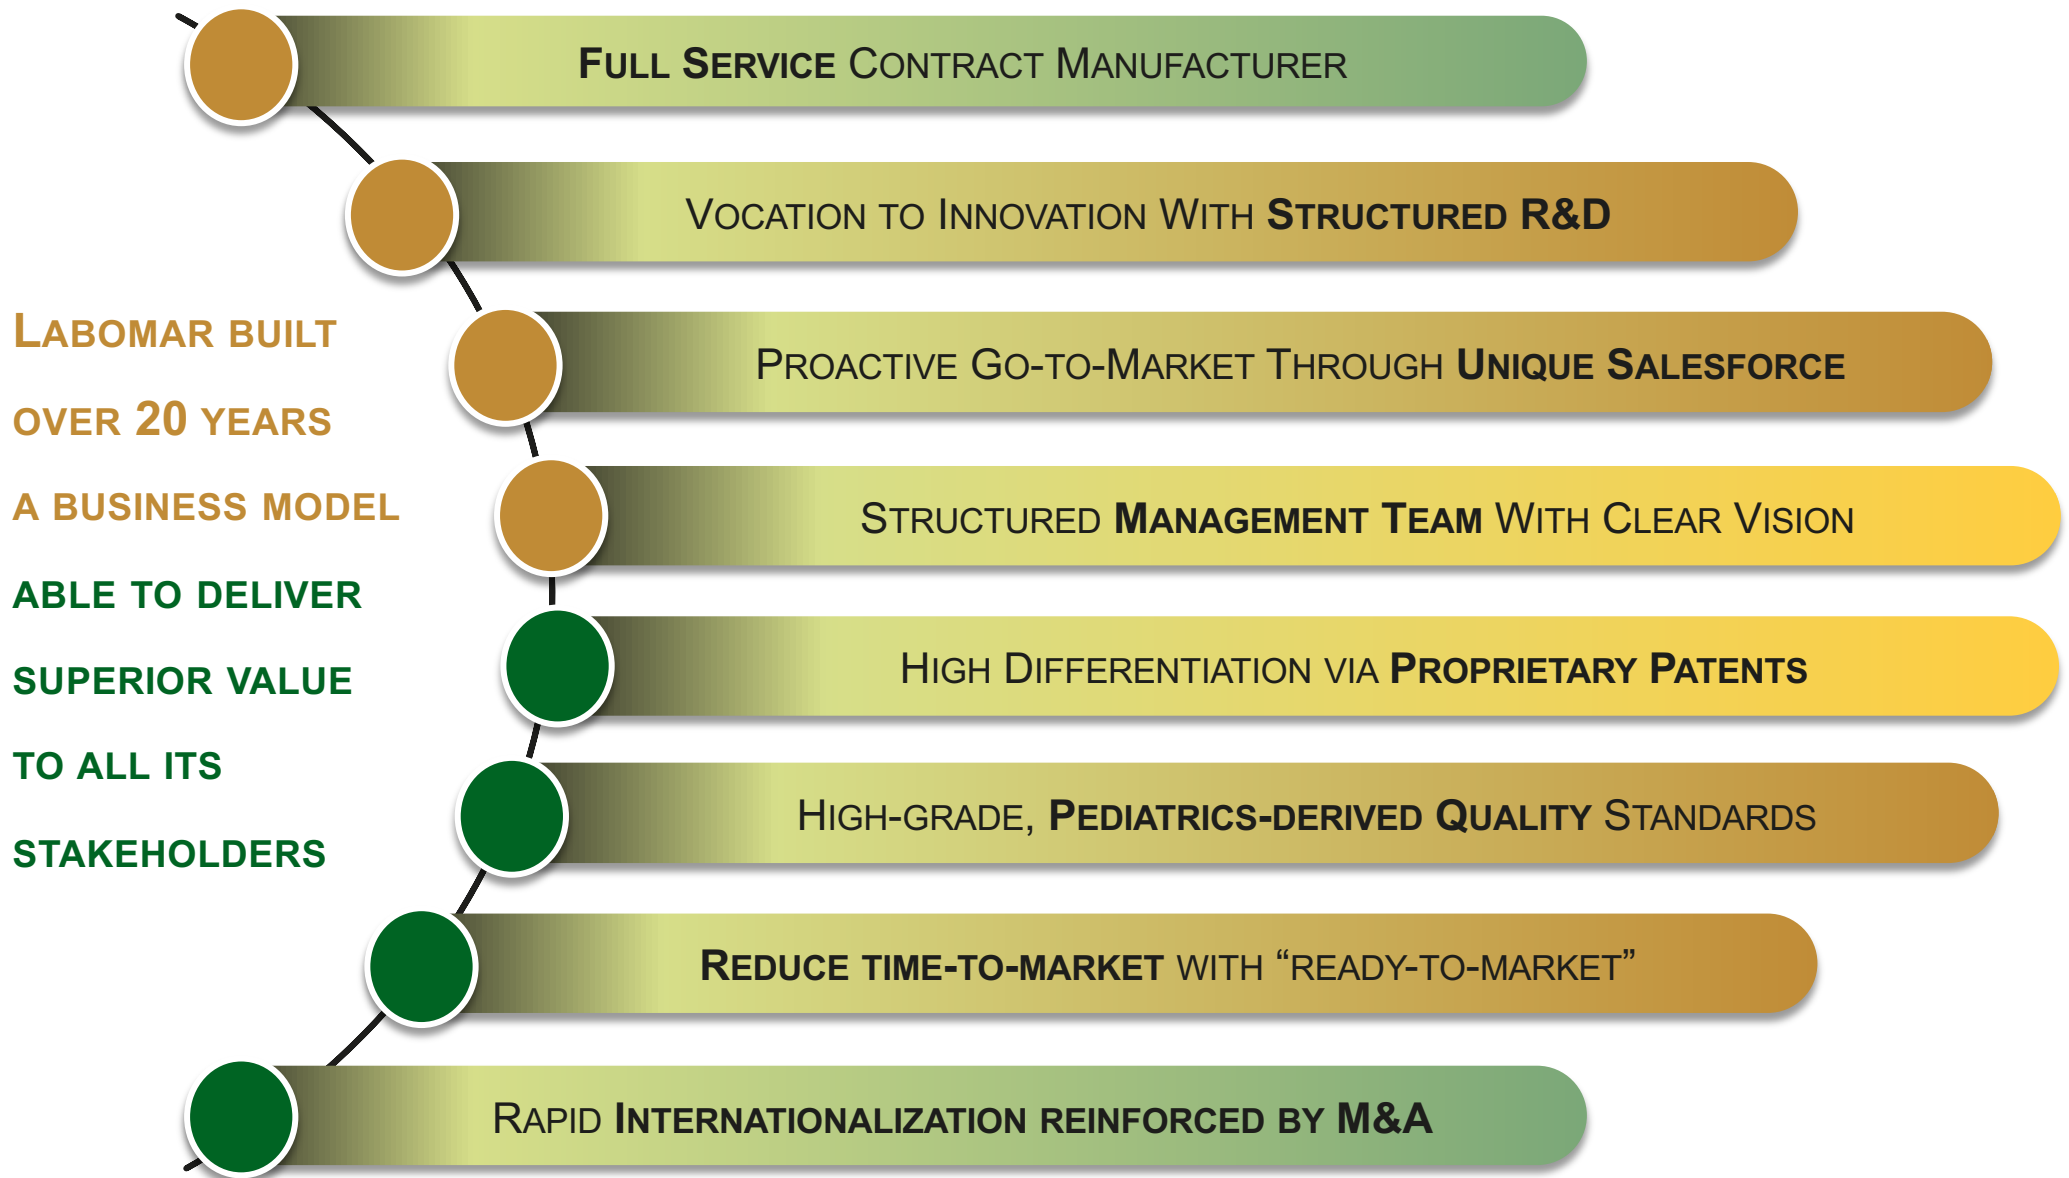 Full Service Contract Manufacturer
Vocation to Innovation With Structured R&D
Proactive Go-to-Market Through Unique Salesforce
Structured Management Team With Clear Vision
High Differentiation via Proprietary Patents
High-grade, Pediatrics-derived Quality Standards
Reduce time-to-market with “ready-to-market”
Rapid Internationalization reinforced by M&A
Labomar built
over 20 years
a business model
able to deliver
superior value
to all its
stakeholders